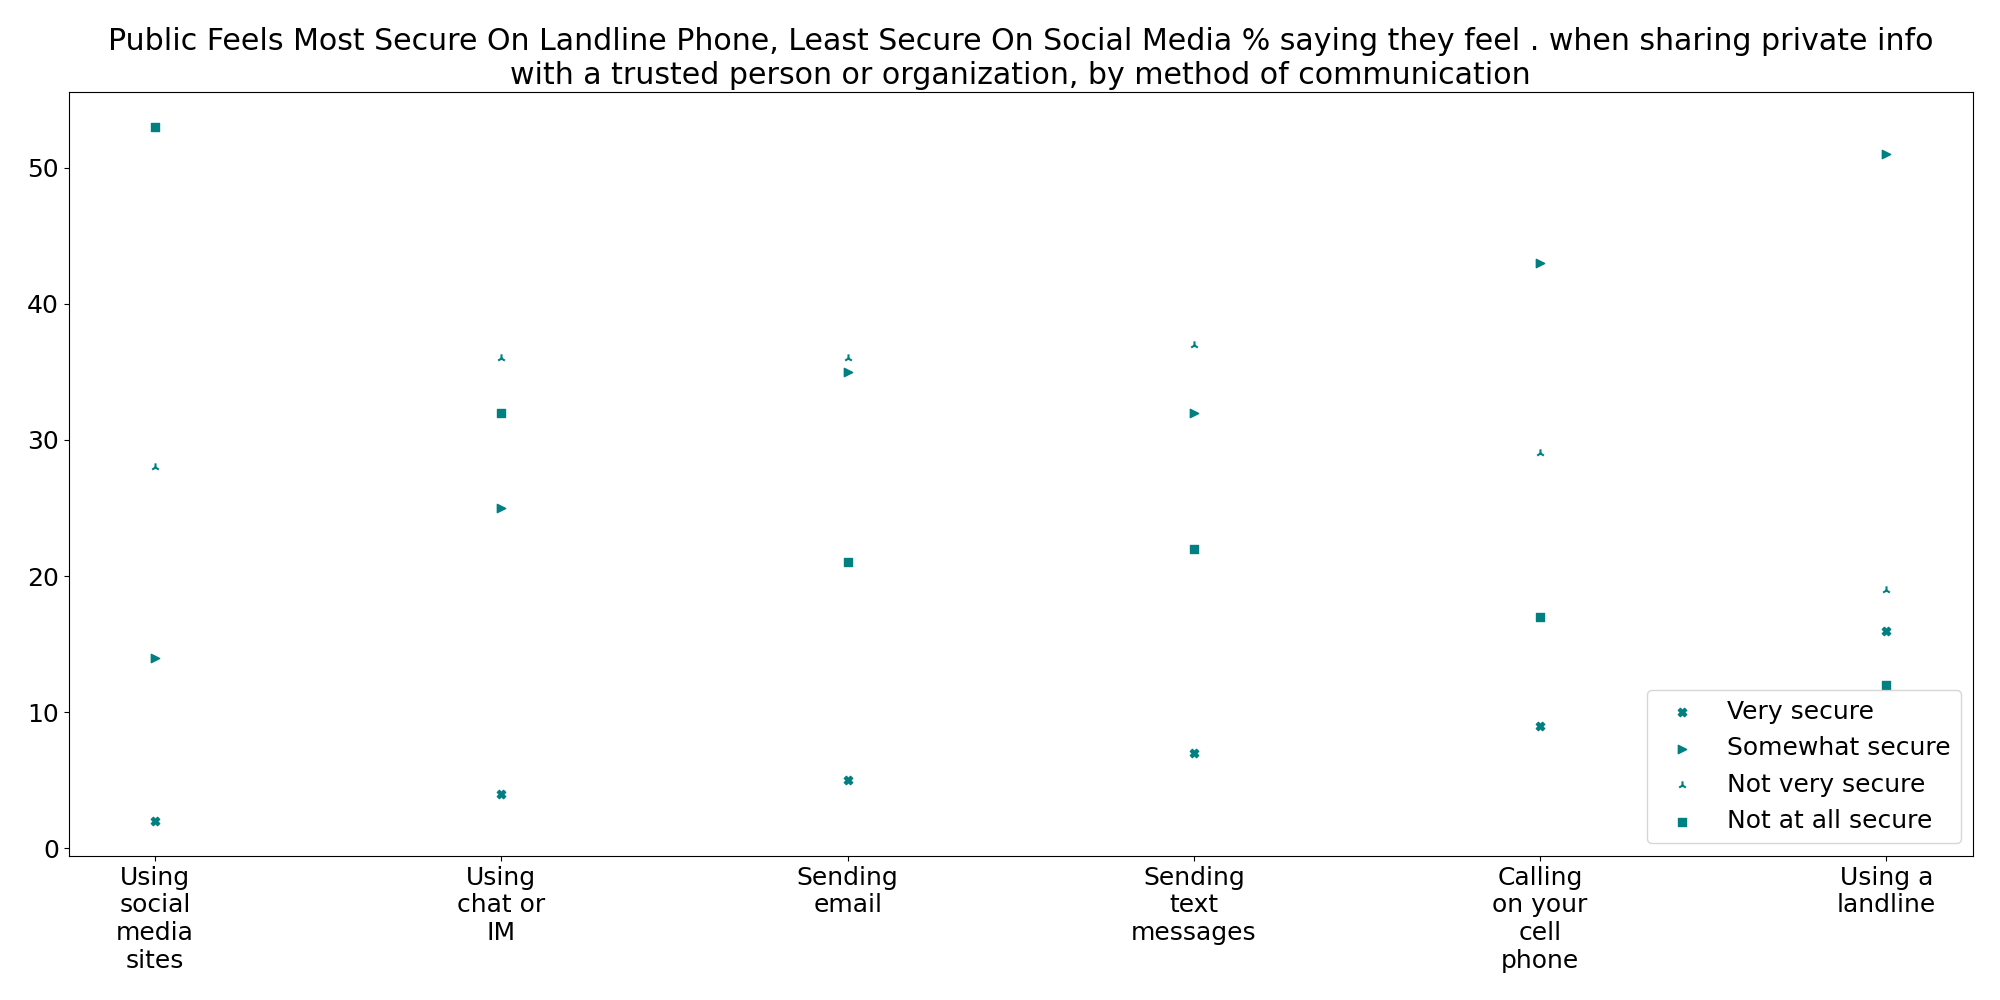 Public Feels Most Secure On Landline Phone, Least Secure On Social Media % saying they feel . when sharing private info
with a trusted person or organization, by method of communication
50
40
30
20
10
0
Very secure
Somewhat secure
Not very secure
Not at all secure
Using
social
media
sites
Using
chat or
IM
Sending
email
Sending
text
messages
Calling
on your
cell
phone
Using a
landline